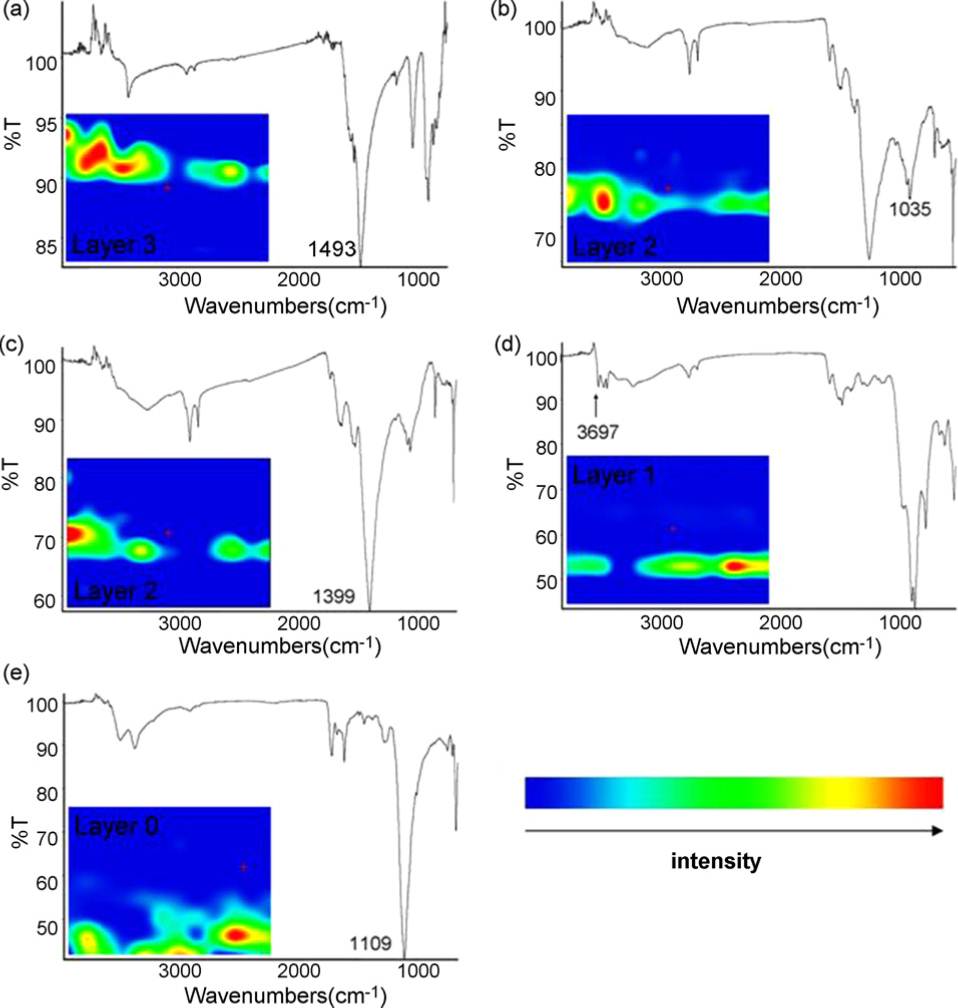 (a)
%T
100
95
90
85
Layer 3
1493
3000
2000
1000
Wavenumbers(cm-1)
(b)
%T
100
90
80
70
Layer 2
1035
3000
2000
1000
Wavenumbers(cm-1)
(c)
%T
100
90
80
70
60
Layer 2
1399
3000
2000
1000
Wavenumbers(cm-1)
(d)
%T
100
90
80
70
60
50
3697
Layer 1
3000
2000
1000
Wavenumbers(cm-1)
(e)
%T
100
90
80
70
60
50
Layer 0
1109
3000
2000
1000
Wavenumbers(cm-1)
intensity